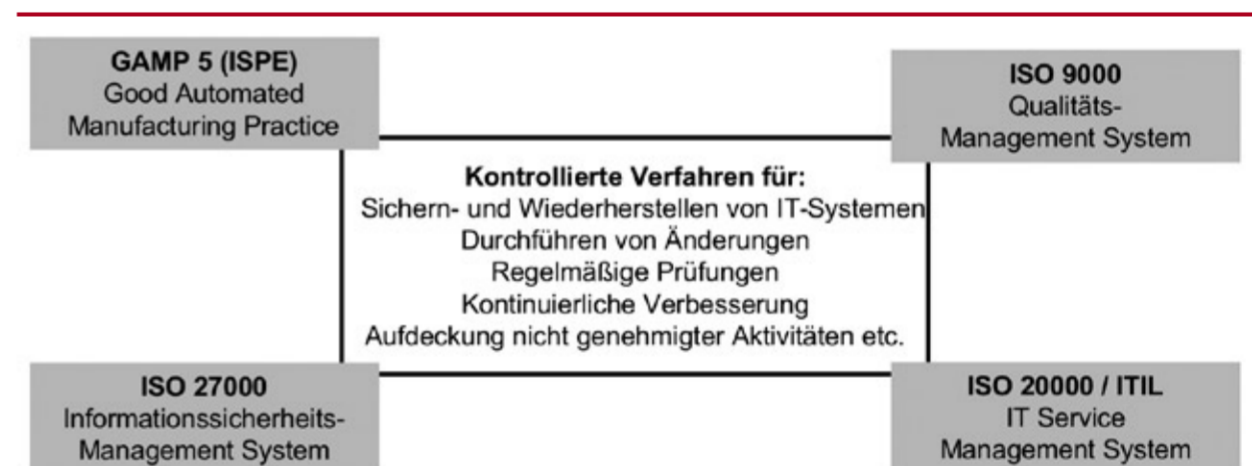 GAMP 5 (ISPE)
Good Automated
Manufacturing Practice
ISO 9000
Qualitäts-
Management System
Kontrollierte Verfahren für:
Sichern- und Wiederherstellen von IT-Systemen
Durchführen von Änderungen
Regelmäßige Prüfungen
Kontinuierliche Verbesserung
Aufdeckung nicht genehmigter Aktivitäten etc.
ISO 27000
Informationssicherheits-
Management System
ISO 20000 / ITIL
IT Service
Management System